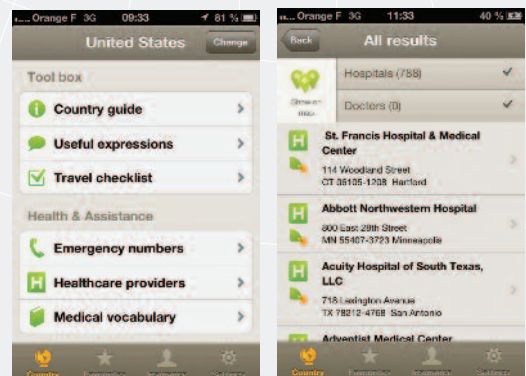 Orange F 3G 09:33 81 %
United States
Change
Tool box
Country guide
Useful expressions
Travel checklist
Health & Assistance
Emergency numbers
Healthcare providers
Medical vocabulary
Country
Orange F 3G 11:33 40 %
Back
All results
Show on
map
Hospitals (788)
Doctors (0)
H
St. Francis Hospital & Medical
Center
114 Woodland Street
CT 06105-1208 Hartford
H
Abbott Northwestern Hospital
800 East 28th Street
MN 55407-3723 Minneapolis
H
Acuity Hospital of South Texas,
LLC
718 Lexington Avenue
TX 78212-4768 San Antonio
Adventist Medical Center
Country